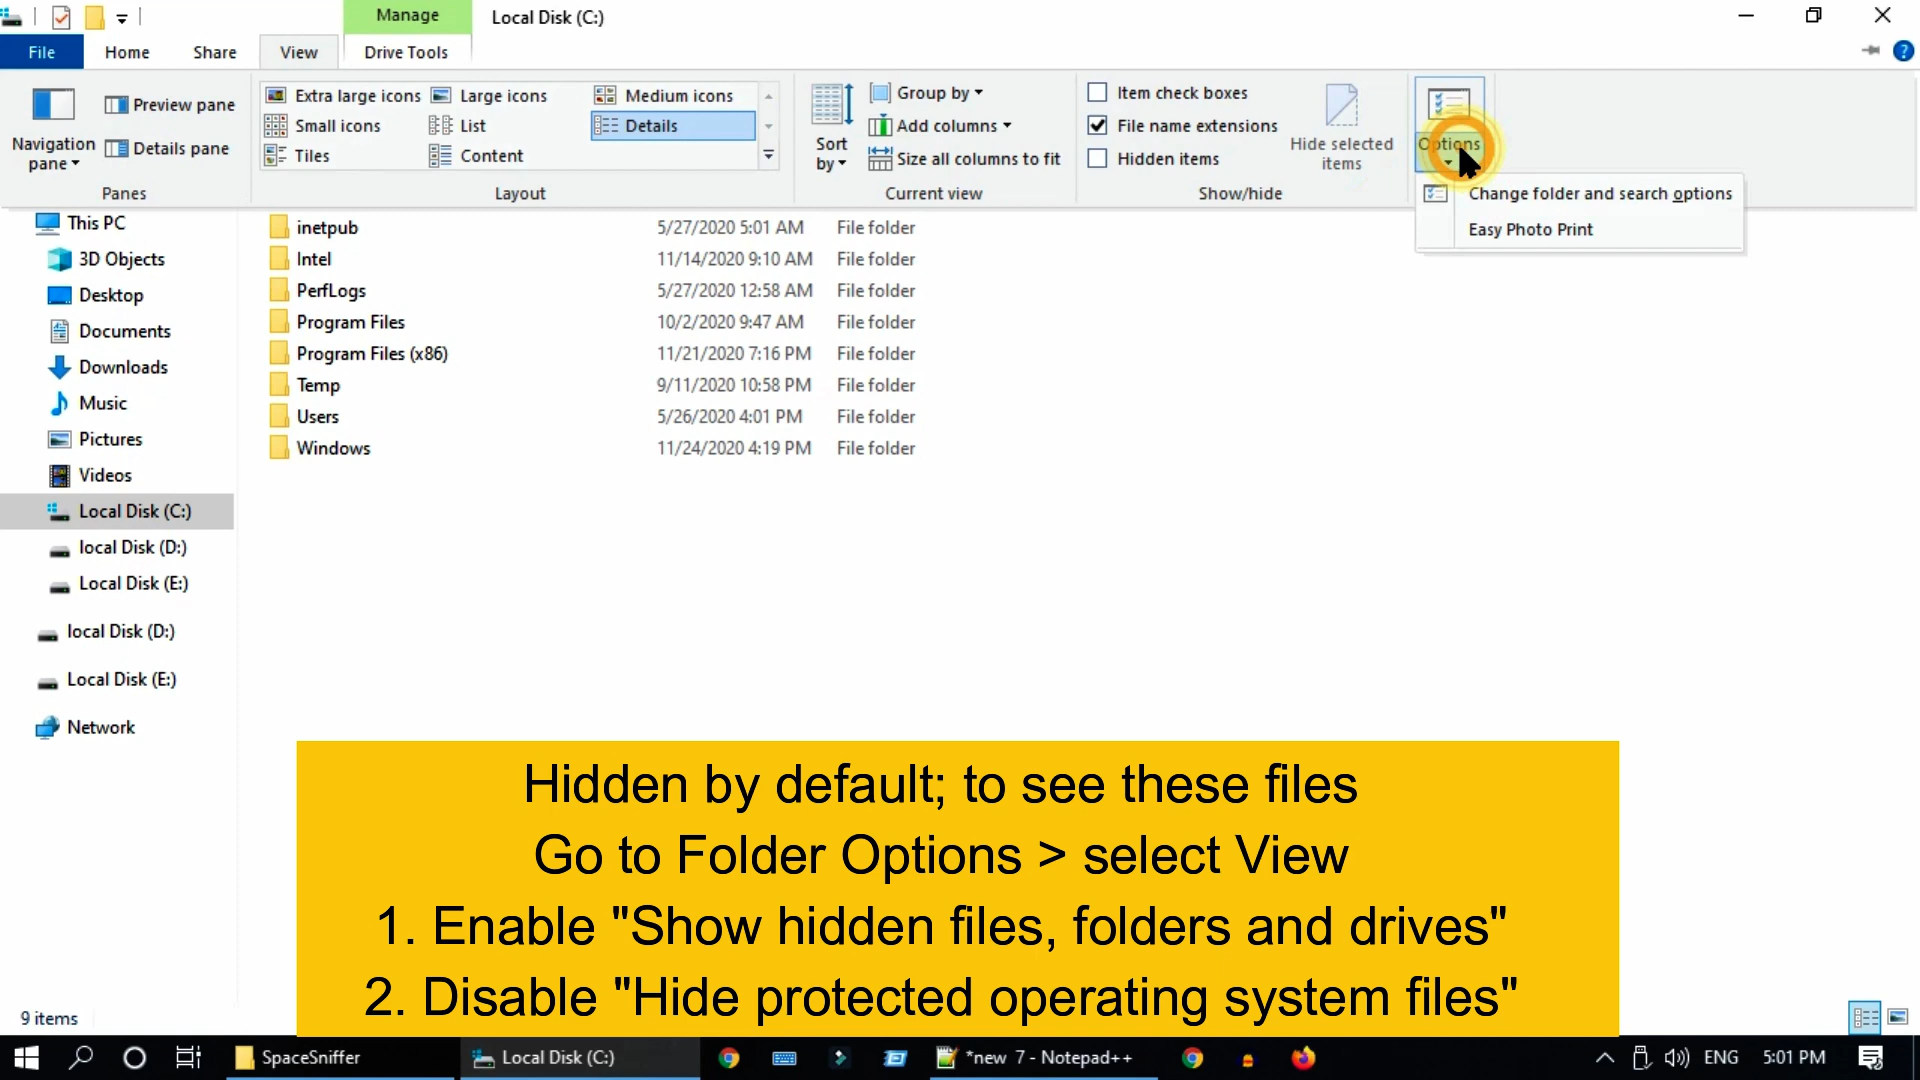 Manage
Local Disk (C:)
File
Home
Share
View
Drive Tools
Navigation
pane
Preview pane
Details pane
Panes
Extra large icons
Large icons
Medium icons
Small icons
List
Details
Tiles
Content
Layout
Sort
by
Group by
Add columns
Size all columns to fit
Current view
Item check boxes
File name extensions
Hidden items
Hide selected
items
Show/hide
Options
Change folder and search options
Easy Photo Print
This PC
3D Objects
Desktop
Documents
Downloads
Music
Pictures
Videos
Local Disk (C:)
local Disk (D:)
Local Disk (E:)
local Disk (D:)
Local Disk (E:)
Network
inetpub 5/27/2020 5:01 AM File folder
Intel 11/14/2020 9:10 AM File folder
PerfLogs 5/27/2020 12:58 AM File folder
Program Files 10/2/2020 9:47 AM File folder
Program Files (x86) 11/21/2020 7:16 PM File folder
Temp 9/11/2020 10:58 PM File folder
Users 5/26/2020 4:01 PM File folder
Windows 11/24/2020 4:19 PM File folder
Hidden by default; to see these files
Go to Folder Options > select View
1. Enable "Show hidden files, folders and drives"
2. Disable "Hide protected operating system files"
9 items
SpaceSniffer
Local Disk (C:)
*new 7 - Notepad++
ENG
5:01 PM